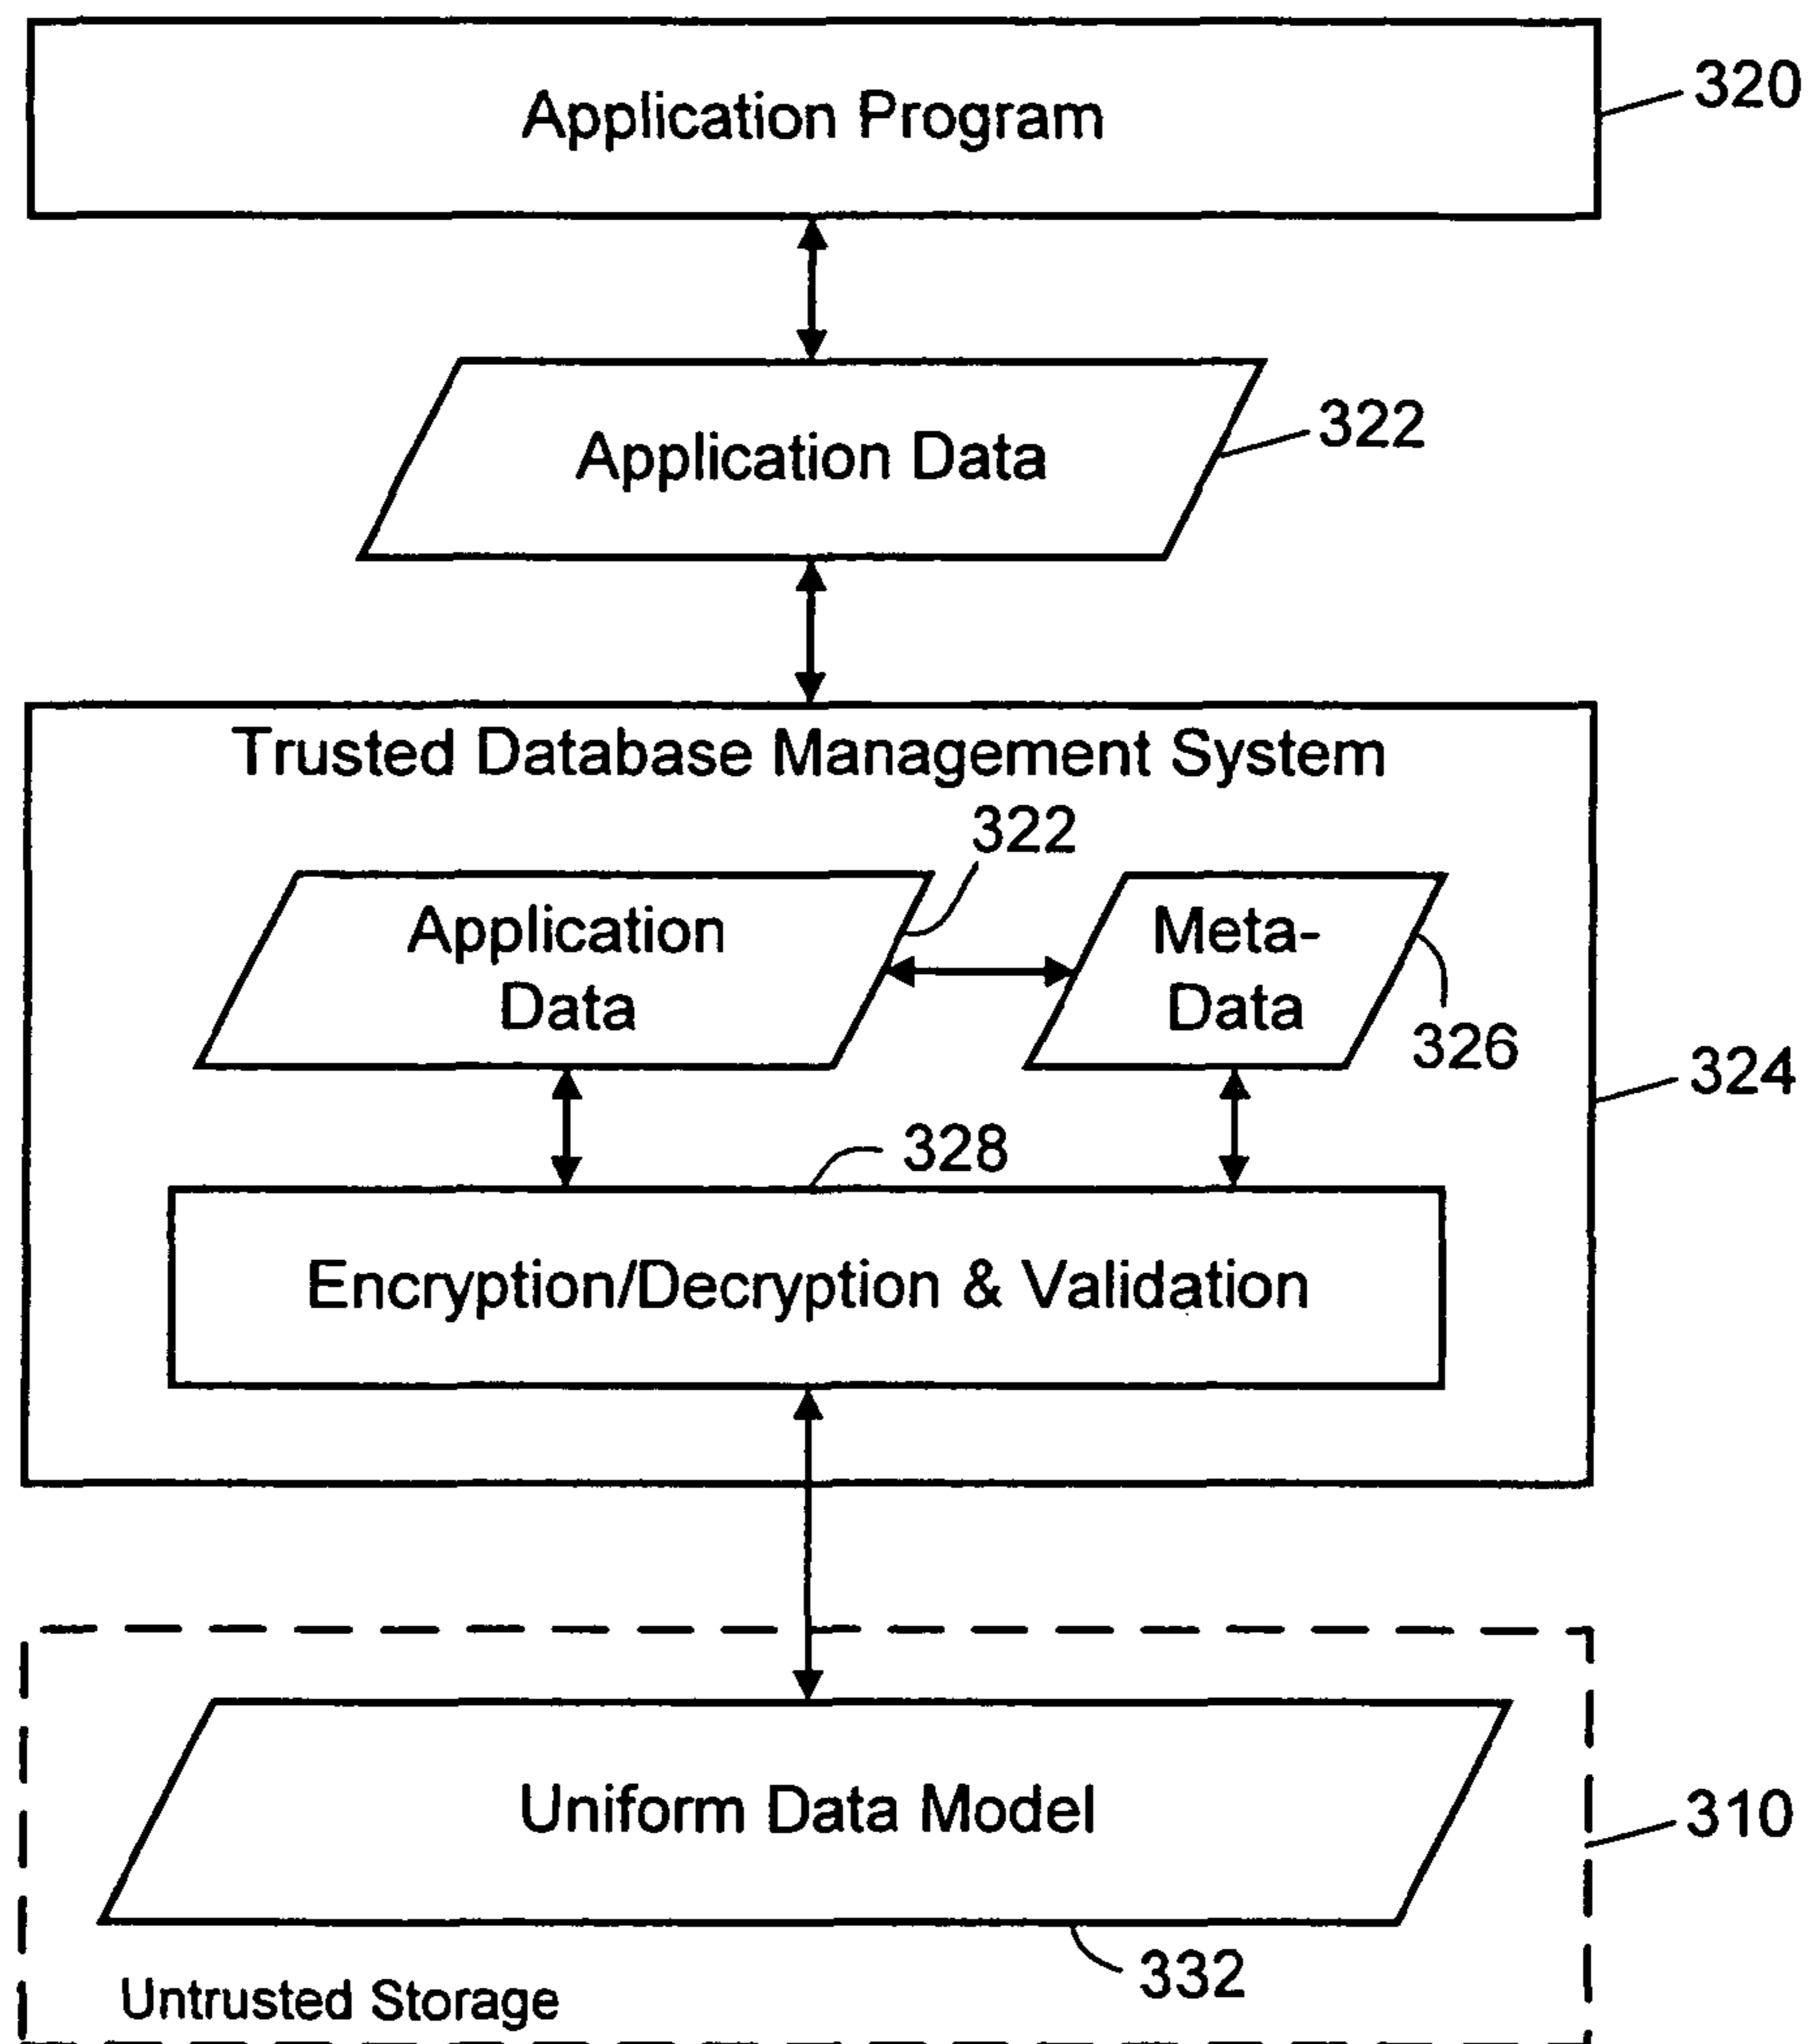 Application Program
320
Application Data
322
Trusted Database Management System
322
Application
Data
Meta-
Data
326
324
328
Encryption/Decryption & Validation
Uniform Data Model
310
332
Untrusted Storage